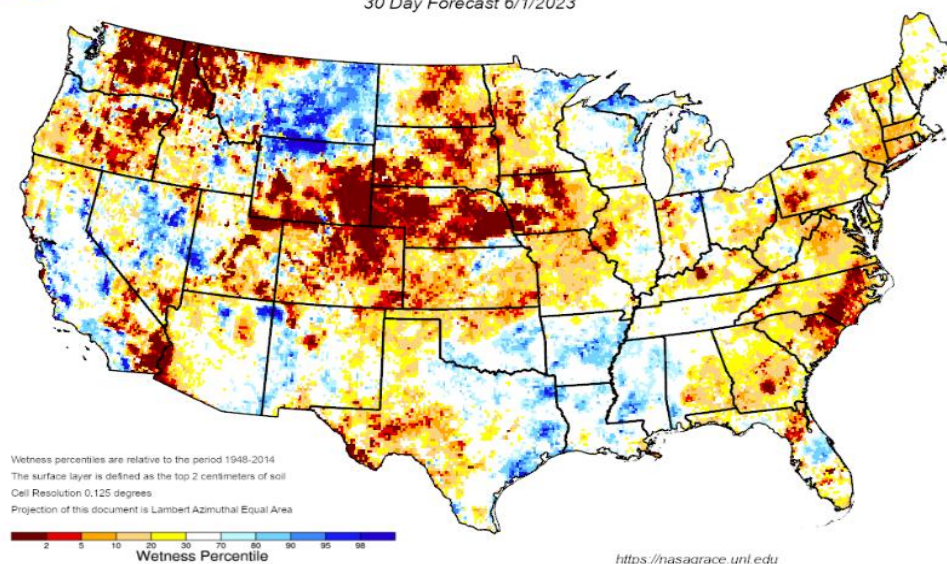 30 Day Forecast 6/1/2023
Wetness percentiles are relative to the period 1948-2014
The surface layer is defined as the top 2 centimeters of soil
Cell Resolution 0.125 degrees
Projection of this document is Lambert Azimuthal Equal Area
2 5 10 20 30 70 80 90 95 98
Wetness Percentile
https://nasagrace.unl.edu